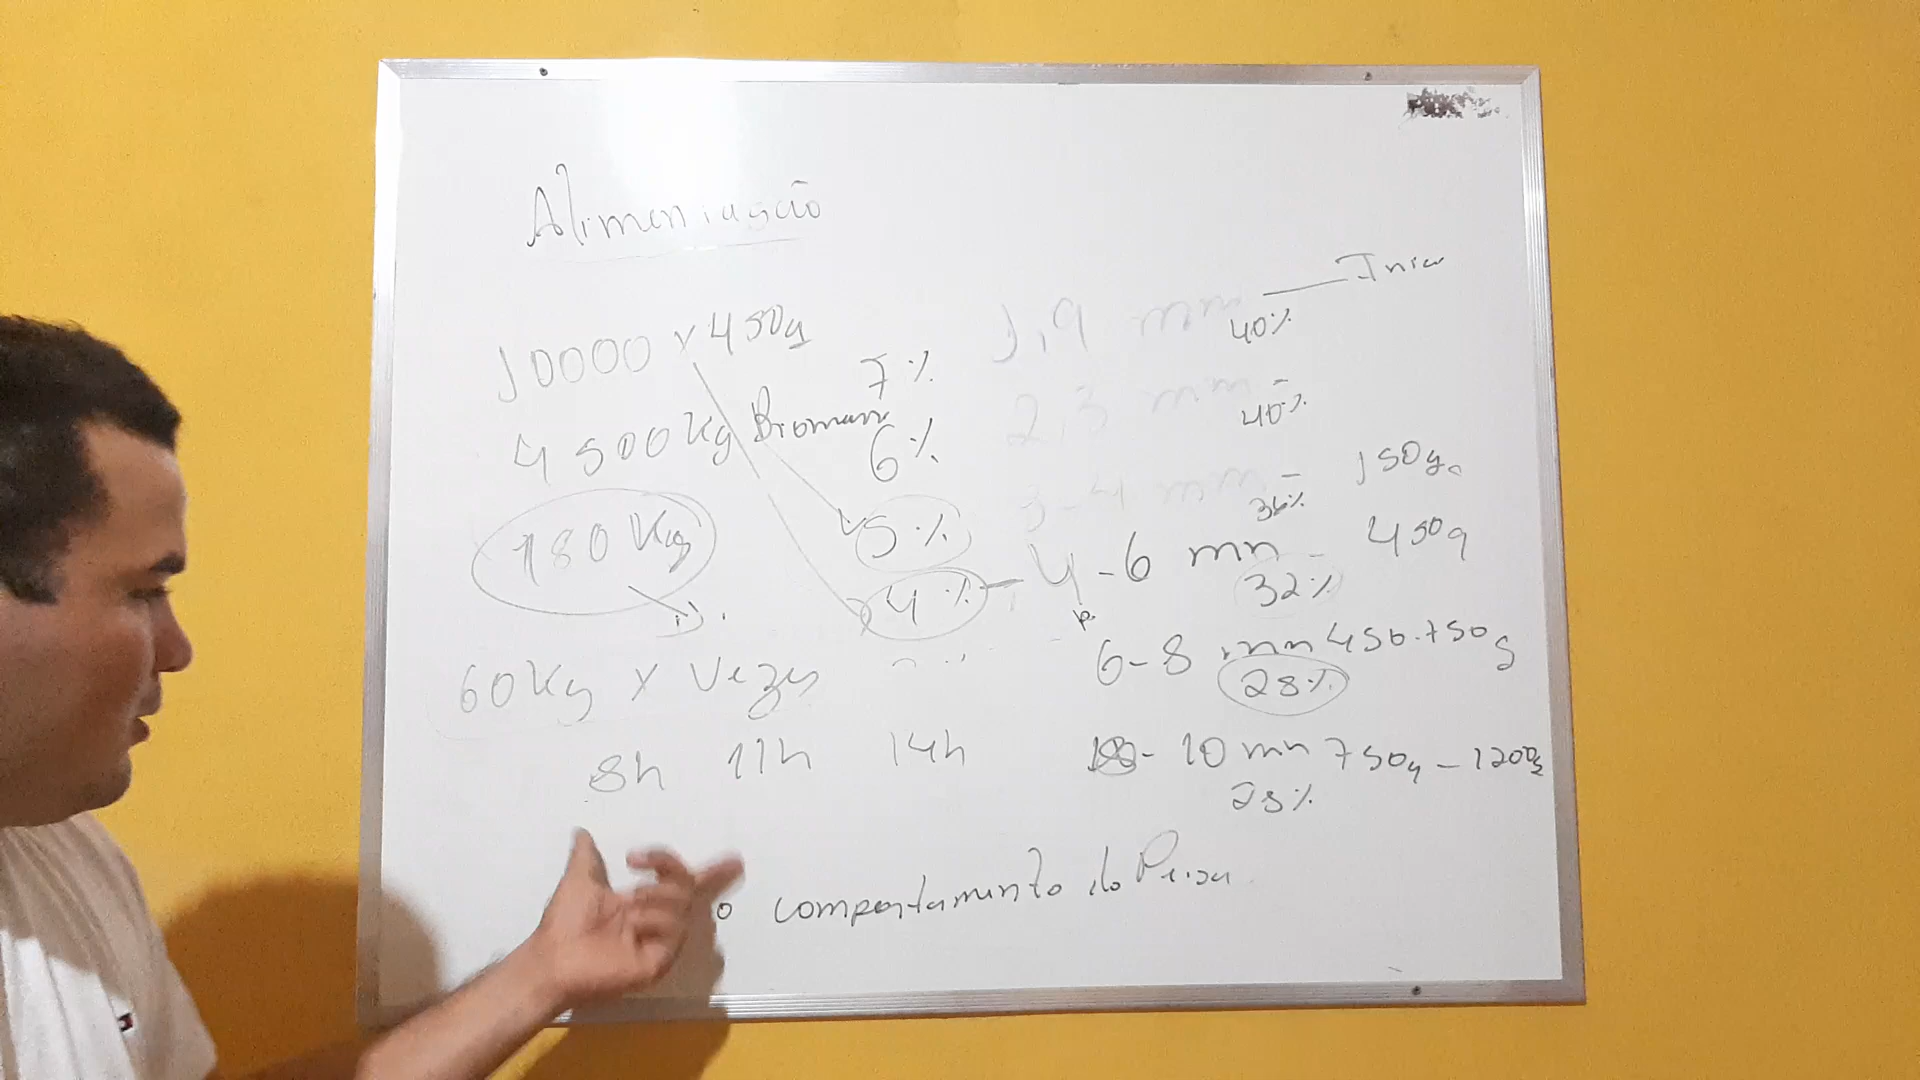 Alimentação
10000 x 450g
4500 Kg Biomass
180 Kg
D.
60 Kg x Vezes
8h 11h 14h
7%
6%
5%
4%
1,9 mm — Inic
40%
2,3 mm -
40%
3-4 mm - 150g.
36%
4-6 mm - 450g
32%
6-8 mm 450-750g
28%
- 10 mm 750g - 1200g
28%
o comportamento do Peixe